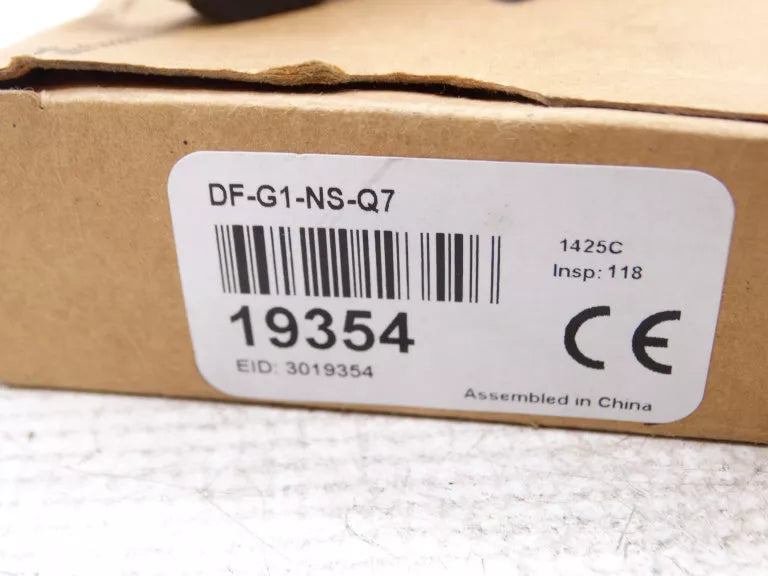 DF-G1-NS-Q7
1425C
Insp: 118
19354
CE
EID: 3019354
Assembled in China